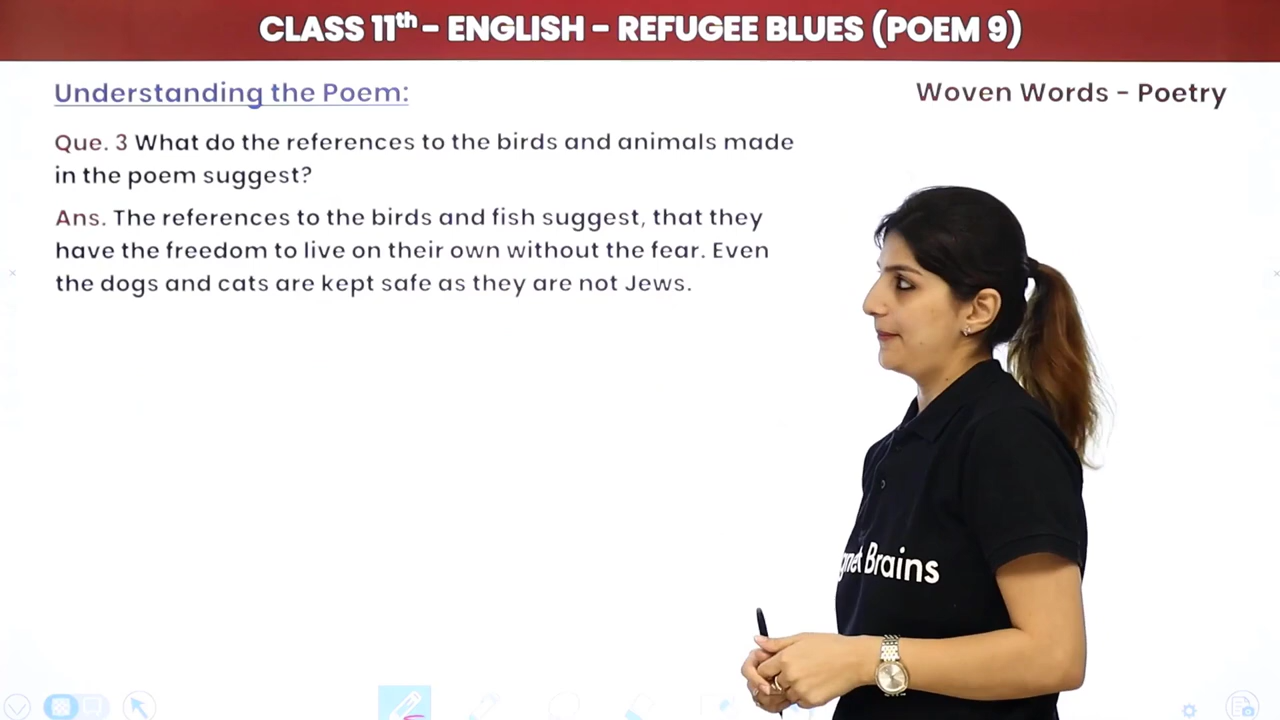 CLASS 11th - ENGLISH - REFUGEE BLUES (POEM 9)
Understanding the Poem:
Woven Words - Poetry
Que. 3 What do the references to the birds and animals made
in the poem suggest?
Ans. The references to the birds and fish suggest, that they
have the freedom to live on their own without the fear. Even
the dogs and cats are kept safe as they are not Jews.
Brains